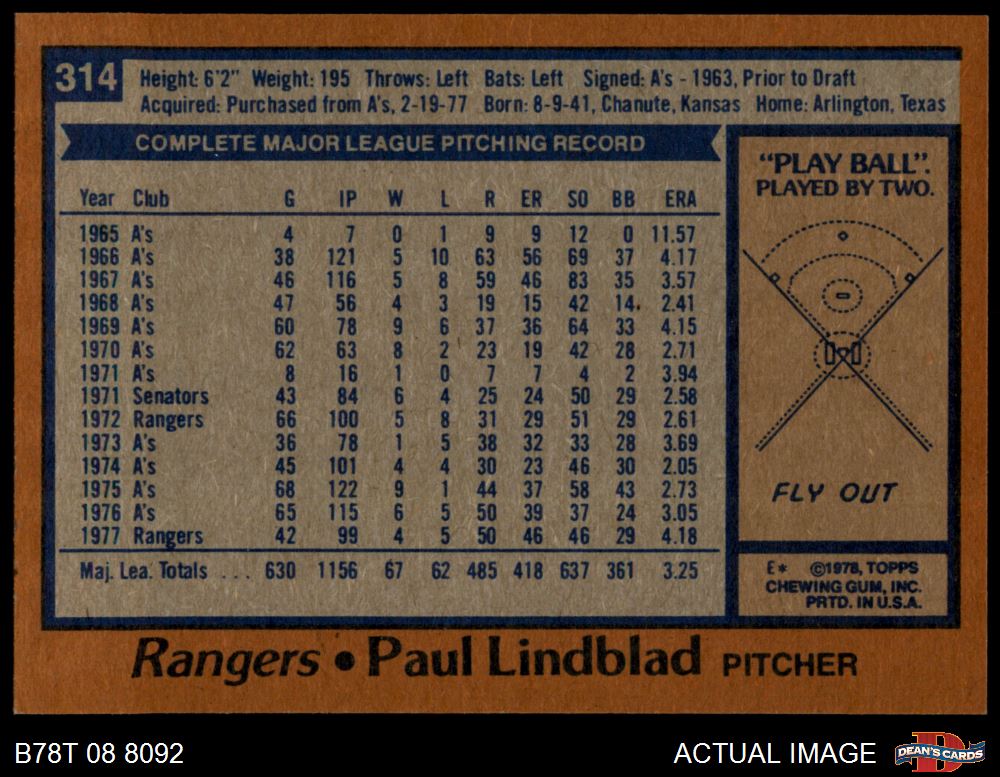 314
Height: 6'2" Weight: 195 Throws: Left Bats: Left Signed: A's - 1963, Prior to Draft
Acquired: Purchased from A's, 2-19-77 Born: 8-9-41, Chanute, Kansas Home: Arlington, Texas
COMPLETE MAJOR LEAGUE PITCHING RECORD
Year Club G IP W L R ER SO BB ERA
1965 A's 4 7 0 1 9 9 12 0 11.57
1966 A's 38 121 5 10 63 56 69 37 4.17
1967 A's 46 116 5 8 59 46 83 35 3.57
1968 A's 47 56 4 3 19 15 42 14. 2.41
1969 A's 60 78 9 6 37 36 64 33 4.15
1970 A's 62 63 8 2 23 19 42 28 2.71
1971 A's 8 16 1 0 7 7 4 2 3.94
1971 Senators 43 84 6 4 25 24 50 29 2.58
1972 Rangers 66 100 5 8 31 29 51 29 2.61
1973 A's 36 78 1 5 38 32 33 28 3.69
1974 A's 45 101 4 4 30 23 46 30 2.05
1975 A's 68 122 9 1 44 37 58 43 2.73
1976 A's 65 115 6 5 50 39 37 24 3.05
1977 Rangers 42 99 4 5 50 46 46 29 4.18
Maj. Lea. Totals ... 630 1156 67 62 485 418 637 361 3.25
"PLAY BALL".
PLAYED BY TWO.
FLY OUT
E* ©1978, TOPPS
CHEWING GUM, INC.
PRTD. IN U.S.A.
Rangers • Paul Lindblad PITCHER
B78T 08 8092
ACTUAL IMAGE
D
DEAN'S CARDS